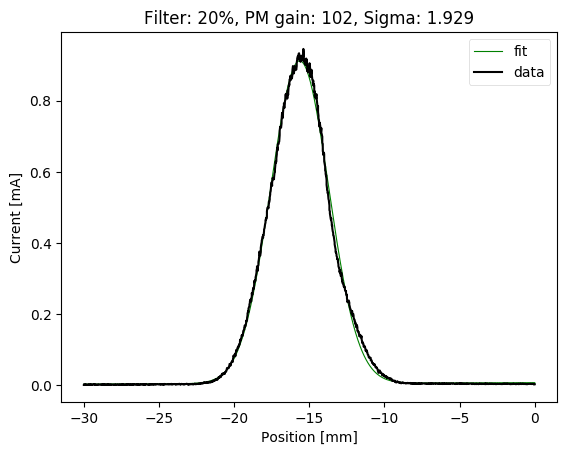 Filter: 20%, PM gain: 102, Sigma: 1.929
fit
data
Current [mA]
0.8
0.6
0.4
0.2
0.0
−30
−25
−20
−15
−10
−5
0
Position [mm]